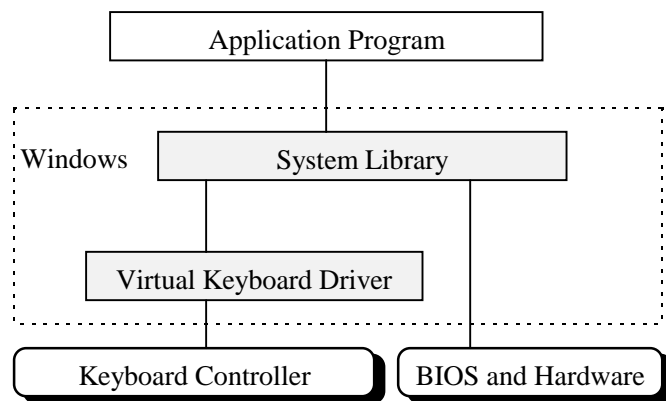 Application Program
Windows
System Library
Virtual Keyboard Driver
Keyboard Controller
BIOS and Hardware